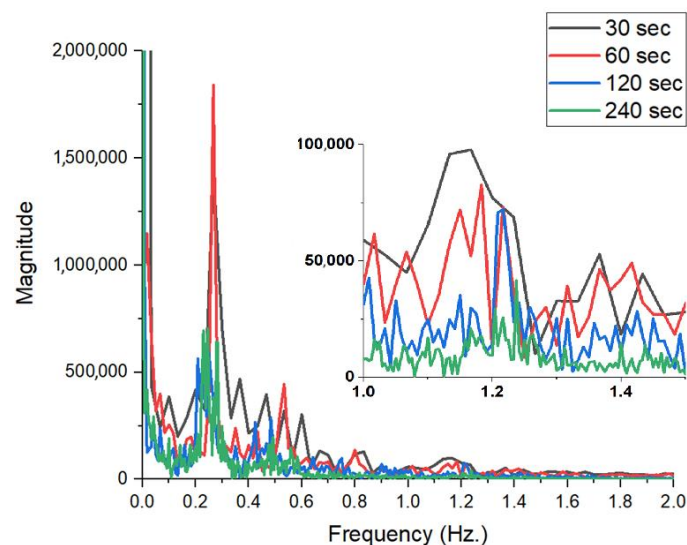 30 sec
60 sec
120 sec
240 sec
2,000,000
1,500,000
1,000,000
500,000
0
Magnitude
100,000
50,000
0
1.0 1.2 1.4
0.0 0.2 0.4 0.6 0.8 1.0 1.2 1.4 1.6 1.8 2.0
Frequency (Hz.)